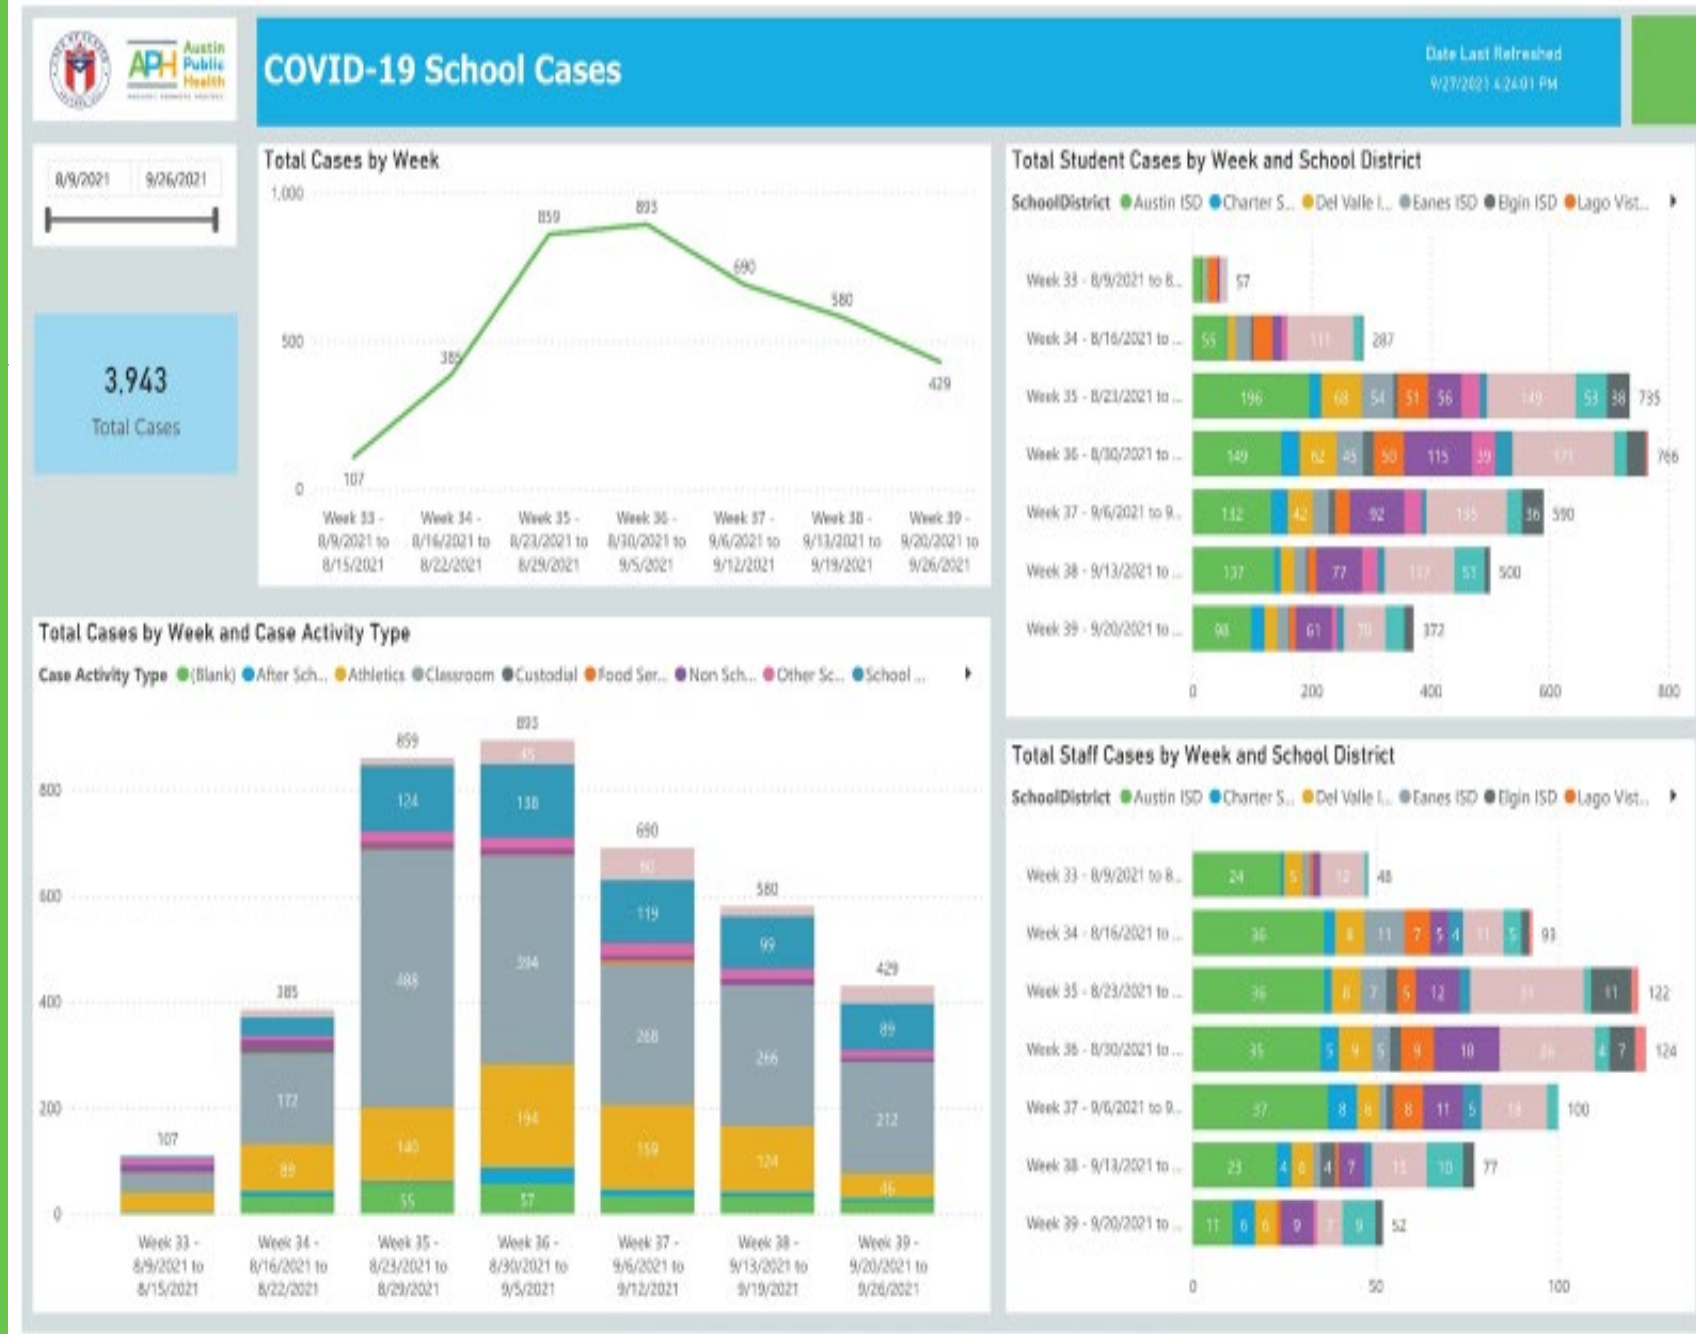 Austin
APH Public
Health
COVID-19 School Cases
Date Last Refreshed
9/27/2021 4:24:01 PM
8/9/2021 9/26/2021
3,943
Total Cases
Total Cases by Week
1,000
500
0
107
385
859
893
690
580
429
Week 33 - 8/9/2021 to 8/15/2021
Week 34 - 8/16/2021 to 8/22/2021
Week 35 - 8/23/2021 to 8/29/2021
Week 36 - 8/30/2021 to 9/5/2021
Week 37 - 9/6/2021 to 9/12/2021
Week 38 - 9/13/2021 to 9/19/2021
Week 39 - 9/20/2021 to 9/26/2021
Total Student Cases by Week and School District
SchoolDistrict Austin ISD Charter S... Del Valle I... Eanes ISD Elgin ISD Lago Vist...
Week 33 - 8/9/2021 to 8... 57
Week 34 - 8/16/2021 to ... 55 111 287
Week 35 - 8/23/2021 to ... 196 68 54 51 56 149 53 38 735
Week 36 - 8/30/2021 to ... 149 62 45 50 115 39 171 766
Week 37 - 9/6/2021 to 9... 132 42 92 135 36 590
Week 38 - 9/13/2021 to ... 137 77 117 51 500
Week 39 - 9/20/2021 to ... 98 61 70 372
0 200 400 600 800
Total Cases by Week and Case Activity Type
Case Activity Type (Blank) After Sch... Athletics Classroom Custodial Food Ser... Non Sch... Other Sc... School ...
800
600
400
200
0
107
385
172
89
859
124
488
140
55
893
45
138
394
194
57
690
60
119
268
159
580
99
266
124
429
89
212
46
Week 33 - 8/9/2021 to 8/15/2021
Week 34 - 8/16/2021 to 8/22/2021
Week 35 - 8/23/2021 to 8/29/2021
Week 36 - 8/30/2021 to 9/5/2021
Week 37 - 9/6/2021 to 9/12/2021
Week 38 - 9/13/2021 to 9/19/2021
Week 39 - 9/20/2021 to 9/26/2021
Total Staff Cases by Week and School District
SchoolDistrict Austin ISD Charter S... Del Valle I... Eanes ISD Elgin ISD Lago Vist...
Week 33 - 8/9/2021 to 8... 24 5 12 48
Week 34 - 8/16/2021 to ... 36 8 11 7 5 4 11 5 93
Week 35 - 8/23/2021 to ... 36 8 7 5 12 31 11 122
Week 36 - 8/30/2021 to ... 35 5 9 5 9 18 26 4 7 124
Week 37 - 9/6/2021 to 9... 37 8 6 8 11 5 18 100
Week 38 - 9/13/2021 to ... 23 4 6 4 7 15 10 77
Week 39 - 9/20/2021 to ... 11 6 6 9 7 9 52
0 50 100